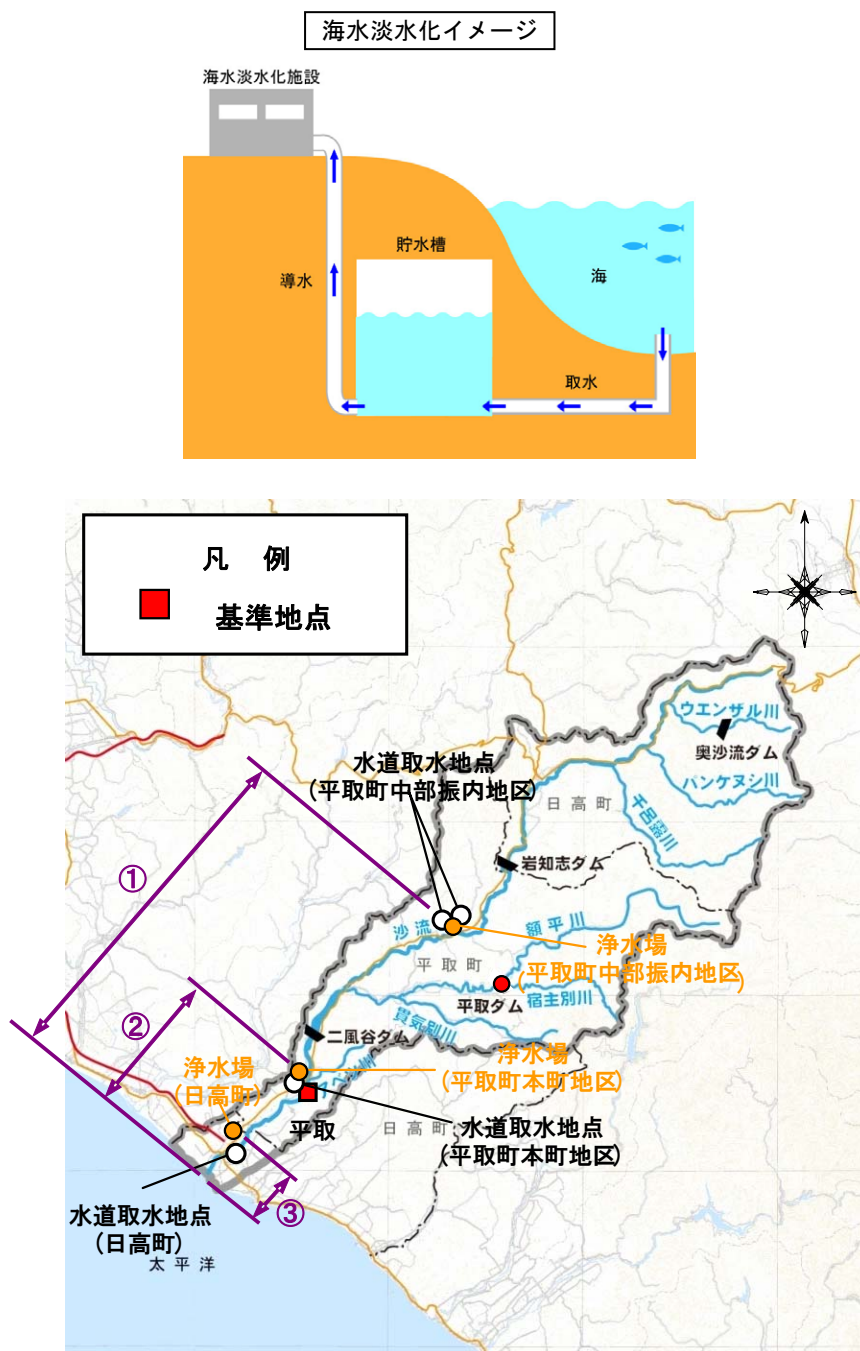 海水淡水化イメージ
海水淡水化施設
貯水槽
導水
海
取水
凡 例
基準地点
ウエンザル川
奥沙流ダム
パンケヌシ川
水道取水地点
(平取町中部振内地区)
日高町
千呂露川
①
岩知志ダム
沙流
額平川
浄水場
(平取町中部振内地区)
平取町
平取ダム
宿主別川
②
貫気別川
二風谷ダム
浄水場
(日高町)
浄水場
(平取町本町地区)
平取
日高町
水道取水地点
(平取町本町地区)
③
水道取水地点
(日高町)
太平洋